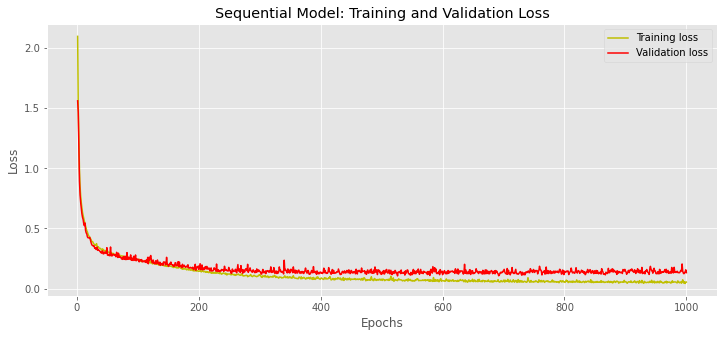 Sequential Model: Training and Validation Loss
Training loss
Validation loss
2.0
1.5
1.0
0.5
0.0
Loss
0
200
400
600
800
1000
Epochs